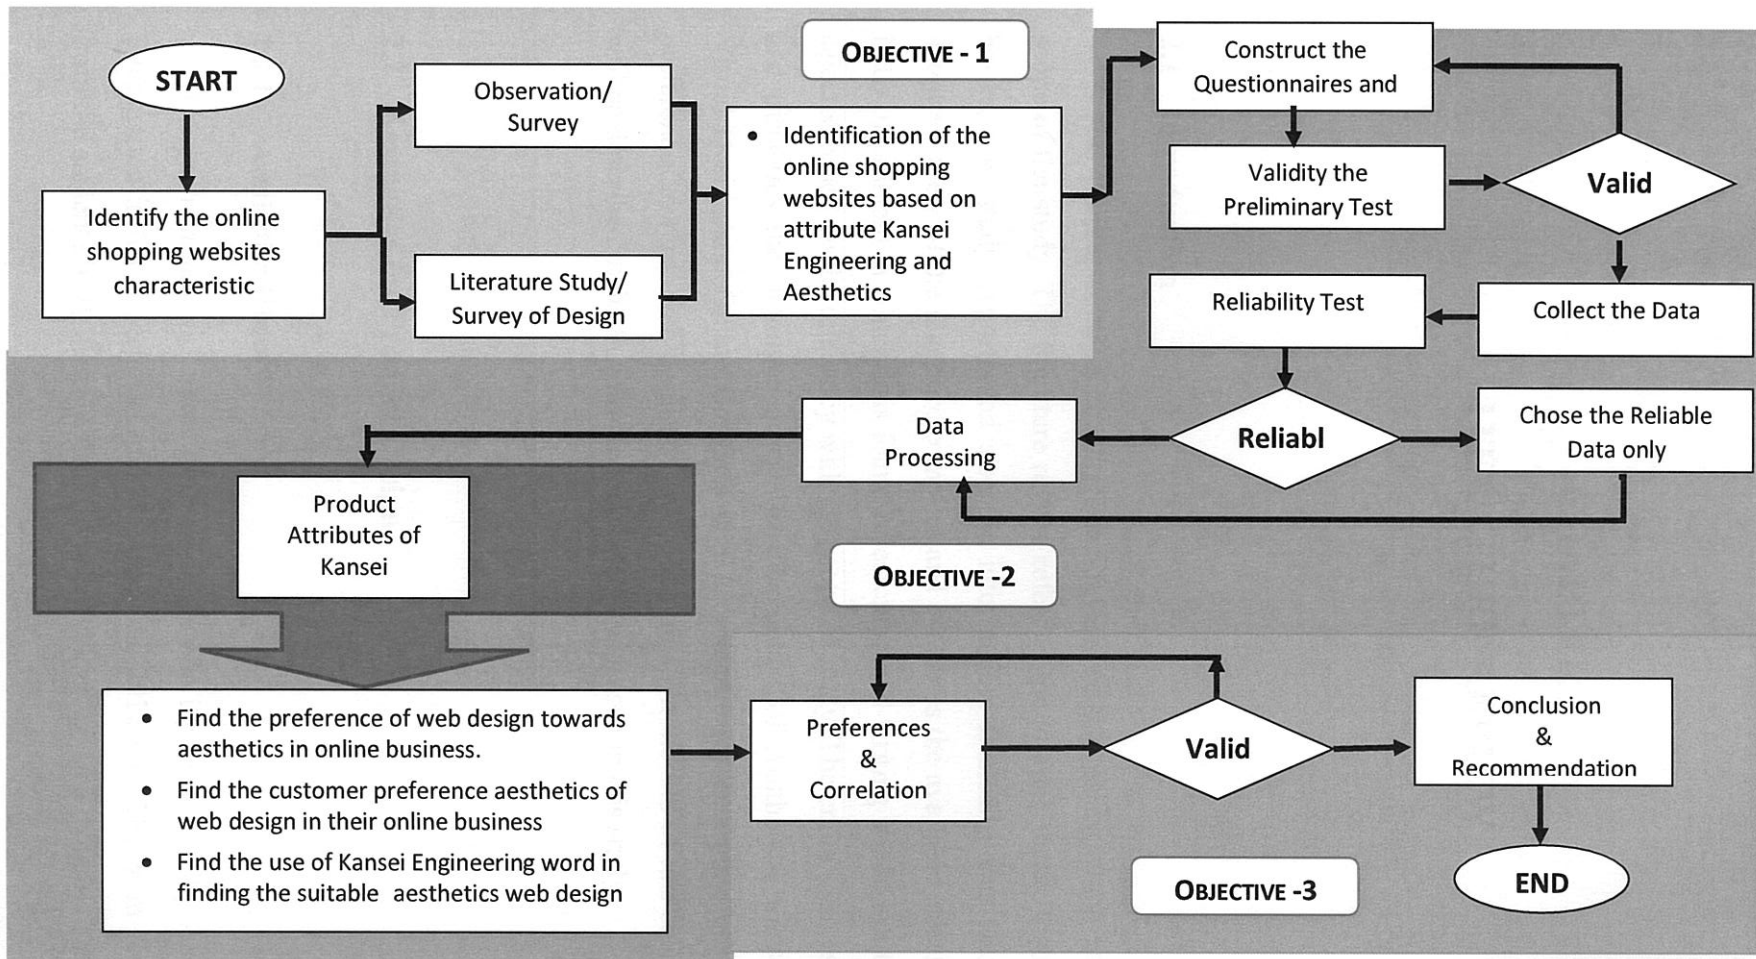 OBJECTIVE - 1
START
Identify the online
shopping websites
characteristic
Observation/
Survey
Literature Study/
Survey of Design
• Identification of the
online shopping
websites based on
attribute Kansei
Engineering and
Aesthetics
Construct the
Questionnaires and
Validity the
Preliminary Test
Valid
Collect the Data
Reliability Test
Reliabl
Chose the Reliable
Data only
Data
Processing
Product
Attributes of
Kansei
OBJECTIVE -2
• Find the preference of web design towards
aesthetics in online business.
• Find the customer preference aesthetics of
web design in their online business
• Find the use of Kansei Engineering word in
finding the suitable aesthetics web design
Preferences
&
Correlation
Valid
Conclusion
&
Recommendation
END
OBJECTIVE -3